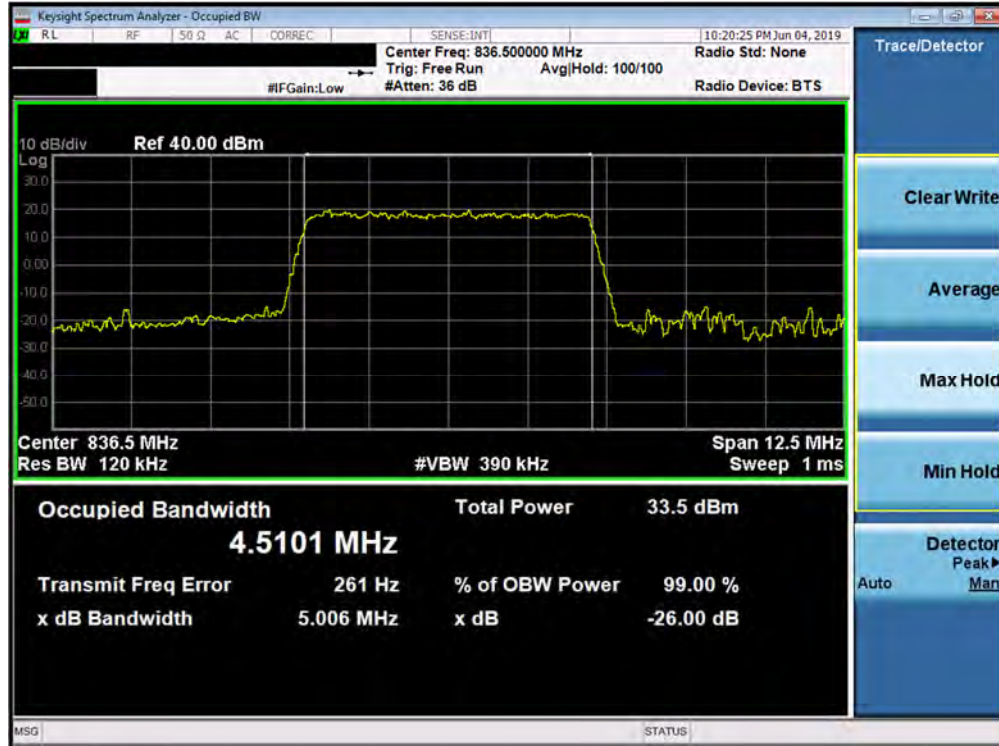 Keysight Spectrum Analyzer - Occupied BW
LXI RL RF 50 Ω AC CORREC SENSE:INT 10:20:25 PM Jun 04, 2019
Center Freq: 836.500000 MHz Radio Std: None
Trig: Free Run Avg|Hold: 100/100
#IFGain:Low #Atten: 36 dB Radio Device: BTS
Trace/Detector
10 dB/div Ref 40.00 dBm
Log
30.0
20.0
10.0
0.00
-10.0
-20.0
-30.0
-40.0
-50.0
Center 836.5 MHz Span 12.5 MHz
Res BW 120 kHz #VBW 390 kHz Sweep 1 ms
Occupied Bandwidth Total Power 33.5 dBm
4.5101 MHz
Transmit Freq Error 261 Hz % of OBW Power 99.00 %
x dB Bandwidth 5.006 MHz x dB -26.00 dB
Clear Write
Average
Max Hold
Min Hold
Detector
Peak▶
Auto Man
MSG STATUS